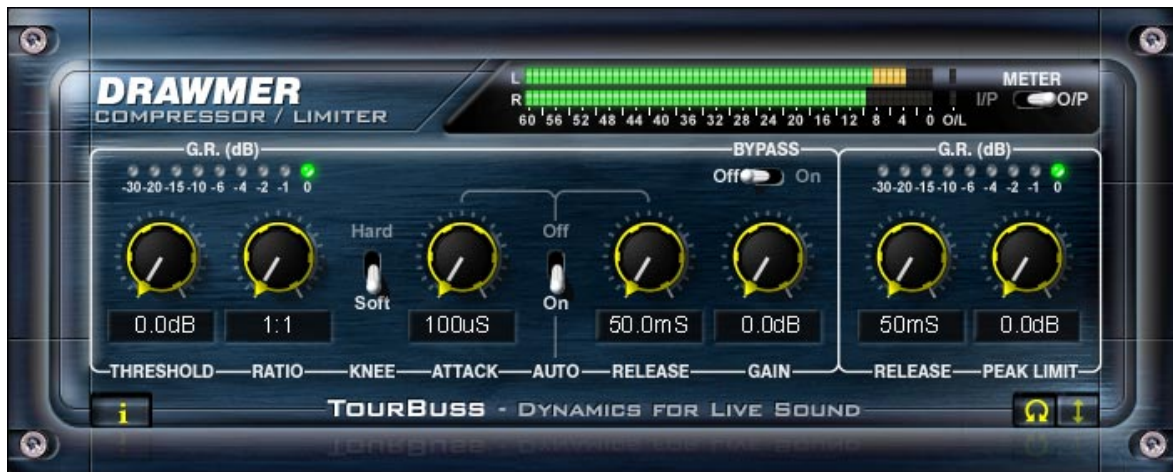 DRAWMER
COMPRESSOR / LIMITER
L
R
60 56 52 48 44 40 36 32 28 24 20 16 12 8 4 0 O/L
METER
I/P O/P
G.R. (dB)
-30 -20 -15 -10 -6 -4 -2 -1 0
BYPASS
Off On
G.R. (dB)
-30 -20 -15 -10 -6 -4 -2 -1 0
Hard
Soft
Off
On
0.0dB 1:1 100uS 50.0mS 0.0dB 50mS 0.0dB
THRESHOLD RATIO KNEE ATTACK AUTO RELEASE GAIN RELEASE PEAK LIMIT
i
TOURBUSS - DYNAMICS FOR LIVE SOUND